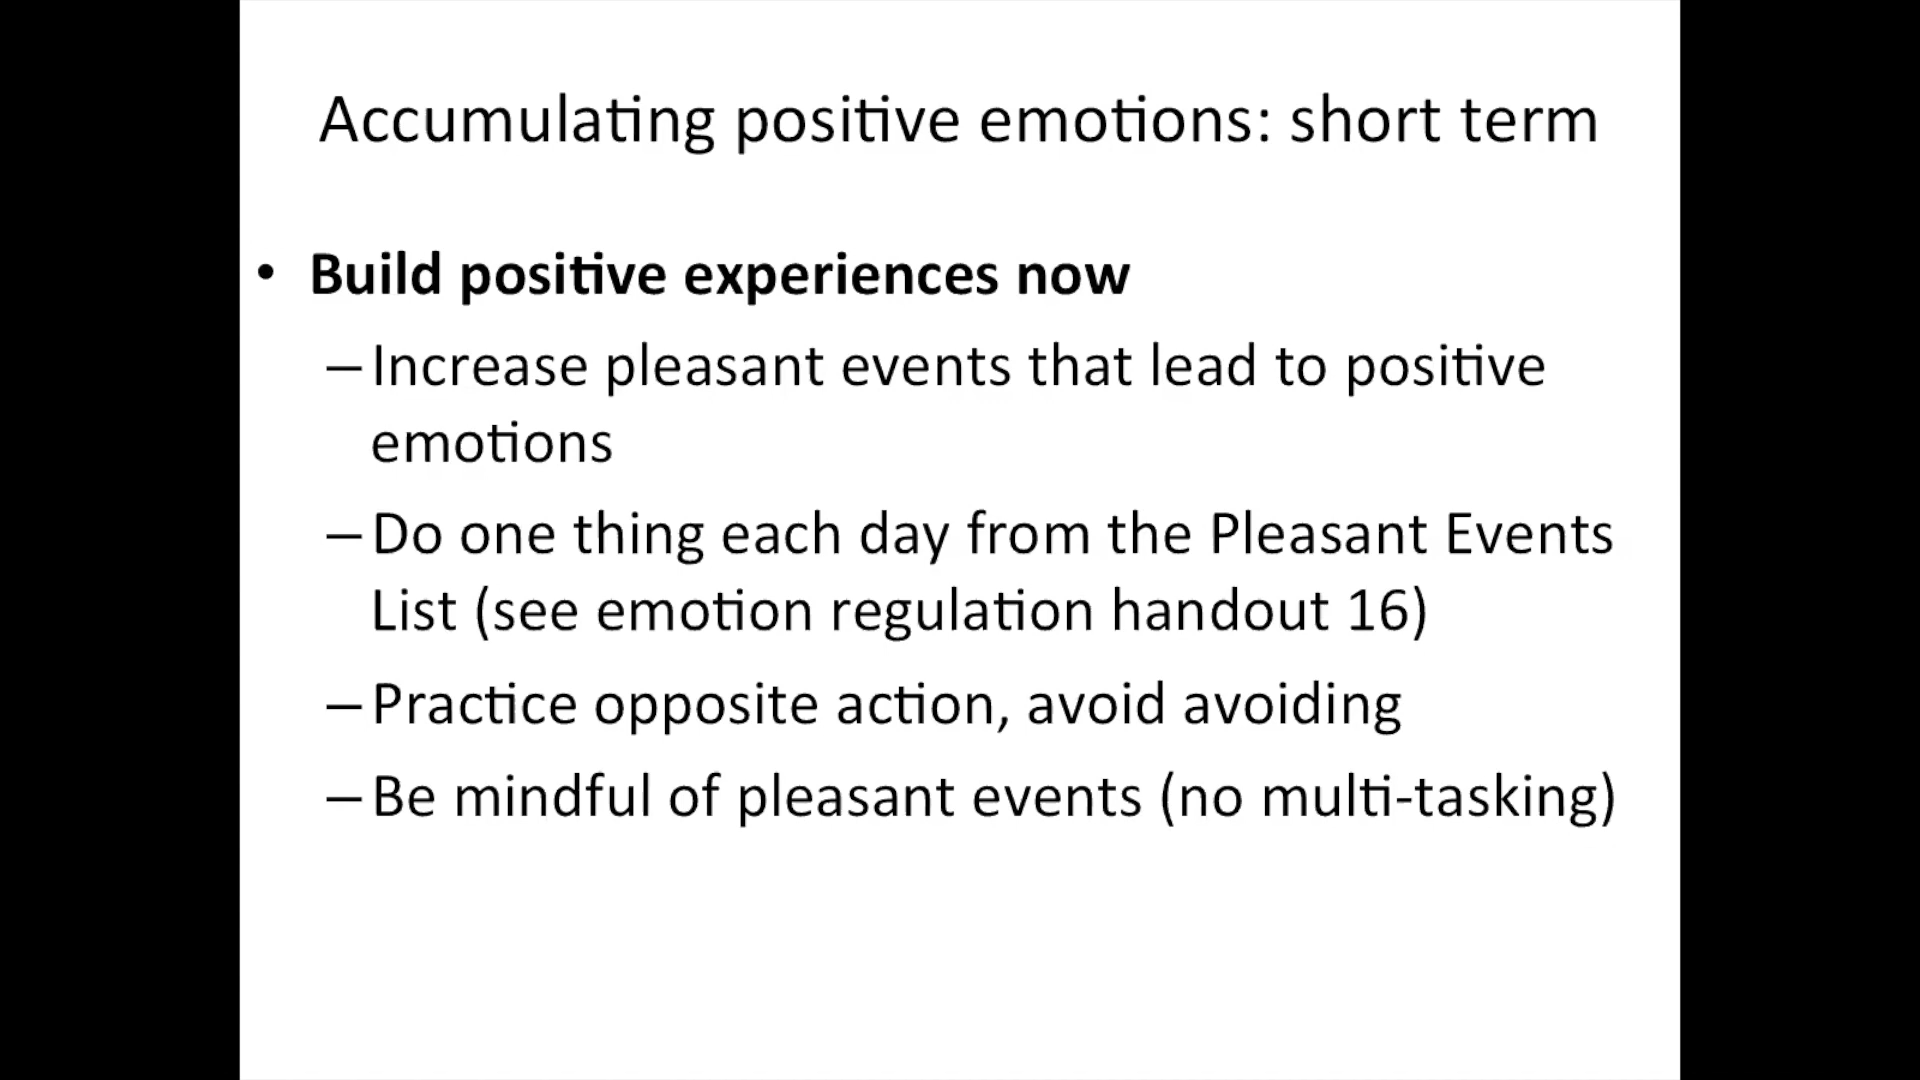 Accumulating positive emotions: short term
• Build positive experiences now
– Increase pleasant events that lead to positive
emotions
– Do one thing each day from the Pleasant Events
List (see emotion regulation handout 16)
– Practice opposite action, avoid avoiding
– Be mindful of pleasant events (no multi-tasking)